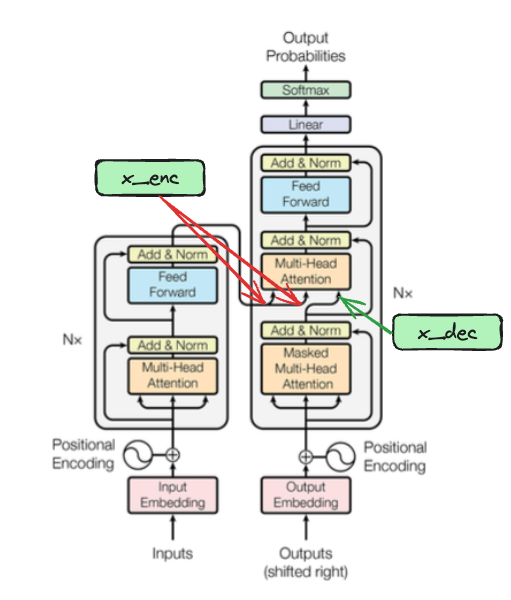 Output
Probabilities
Softmax
Linear
Add & Norm
Feed
Forward
x_enc
Add & Norm
Add & Norm
Multi-Head
Attention
Feed
Forward
N×
x_dec
N×
Add & Norm
Add & Norm
Multi-Head
Attention
Masked
Multi-Head
Attention
Positional
Encoding
Positional
Encoding
Input
Embedding
Output
Embedding
Inputs
Outputs
(shifted right)